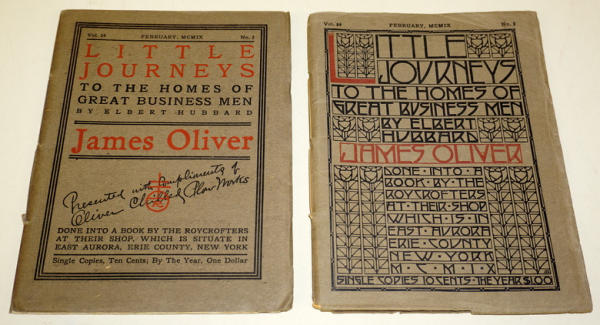 Vol. 24 FEBRUARY, MCMIX No. 2
LITTLE
JOURNEYS
TO THE HOMES OF
GREAT BUSINESS MEN
BY ELBERT HUBBARD
James Oliver
Presented with compliments of
Oliver Chilled Plow Works
DONE INTO A BOOK BY THE ROYCROFTERS
AT THEIR SHOP, WHICH IS SITUATE IN
EAST AURORA, ERIE COUNTY, NEW YORK
Single Copies, Ten Cents; By The Year, One Dollar
Vol. 24 FEBRUARY, MCMIX No. 2
LITTLE
JOURNEYS
TO THE HOMES OF
GREAT BUSINESS MEN
BY ELBERT
HUBBARD
JAMES OLIVER
DONE INTO A
BOOK BY THE
ROYCROFTERS
AT THEIR SHOP
WHICH IS IN
EAST AURORA
ERIE COUNTY
NEW YORK
MCMIX
SINGLE COPIES 10 CENTS THE YEAR $1.00